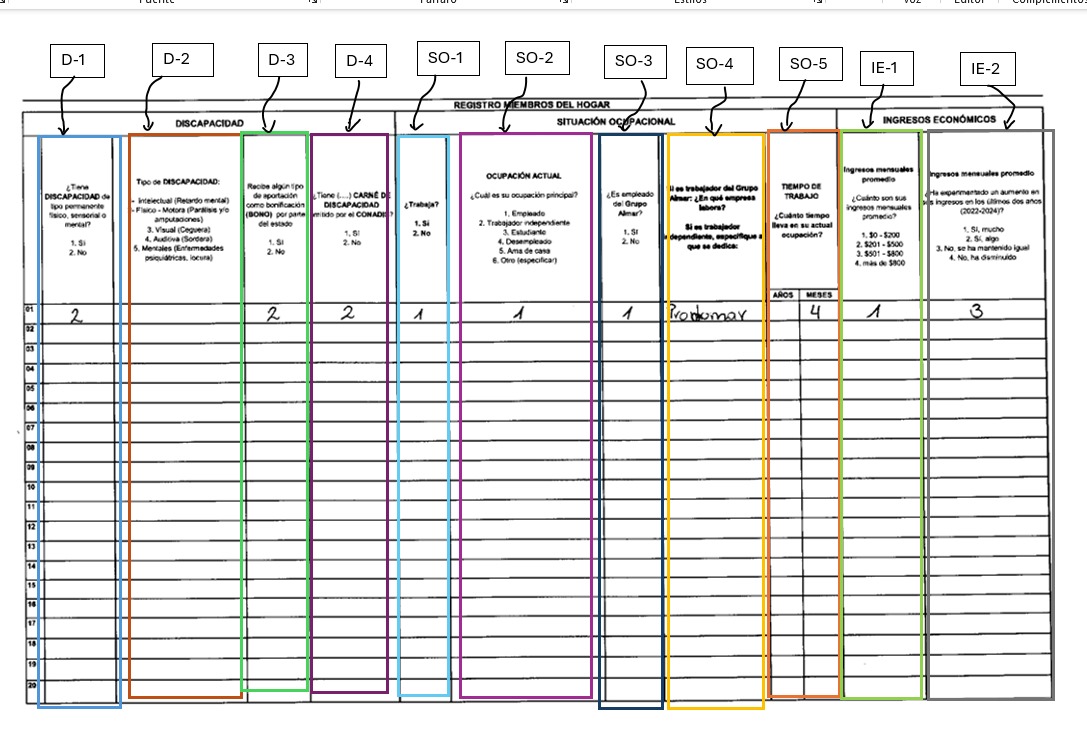 Fuente
Párrafo
Estilos
Voz
Editor
Complementos
D-1
D-2
D-3
D-4
SO-1
SO-2
SO-3
SO-4
SO-5
IE-1
IE-2
REGISTRO MIEMBROS DEL HOGAR
DISCAPACIDAD
SITUACIÓN OCUPACIONAL
INGRESOS ECONÓMICOS
¿Tiene
DISCAPACIDAD de
tipo permanente
físico, sensorial o
mental?
1. Si
2. No
Tipo de DISCAPACIDAD:
- Intelectual (Retardo mental)
- Físico - Motora (Parálisis y/o
amputaciones)
3. Visual (Ceguera)
4. Auditiva (Sordera)
5. Mentales (Enfermedades
psiquiátricas, locura)
Recibe algún tipo
de aportación
como bonificación
(BONO) por parte
del estado
1. Si
2. No
¿Tiene (....) CARNÉ DE
DISCAPACIDAD
mitido por el CONADIS?
1. Si
2. No
¿Trabaja?
1. Si
2. No
OCUPACIÓN ACTUAL
¿Cuál es su ocupación principal?
1. Empleado
2. Trabajador independiente
3. Estudiante
4. Desempleado
5. Ama de casa
6. Otro (especificar)
¿Es empleado
del Grupo
Almar?
1. SI
2. NO
Si es trabajador del Grupo
Almar: ¿En qué empresa
labora?
Si es trabajador
dependiente, especifique a
que se dedica:
TIEMPO DE
TRABAJO
¿Cuánto tiempo
lleva en su actual
ocupación?
AÑOS
MESES
Ingresos mensuales
promedio
¿Cuánto son sus
ingresos mensuales
promedio?
1. $0 - $200
2. $201 - $500
3. $501 - $800
4. más de $800
Ingresos mensuales promedio
¿Ha experimentado un aumento en
sus ingresos en los últimos dos años
(2022-2024)?
1. Si, mucho
2. Si, algo
3. No, se ha mantenido igual
4. No, ha disminuido
01 2 2 2 1 1 1 Produmar 4 1 3
02
03
04
05
06
07
08
09
10
11
12
13
14
15
16
17
18
19
20